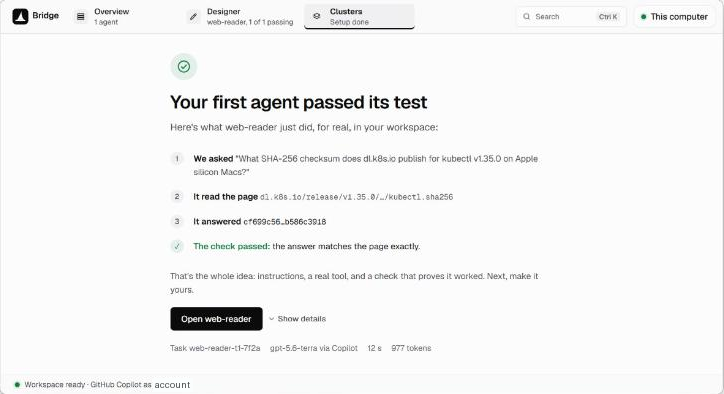 Bridge
Overview
1 agent
Designer
web-reader, 1 of 1 passing
Clusters
Setup done
Search
Ctrl K
This computer
Your first agent passed its test
Here's what web-reader just did, for real, in your workspace:
1 We asked "What SHA-256 checksum does dl.k8s.io publish for kubectl v1.35.0 on Apple
silicon Macs?"
2 It read the page dl.k8s.io/release/v1.35.0/…/kubectl.sha256
3 It answered cf699c56…b586c3918
✓ The check passed: the answer matches the page exactly.
That's the whole idea: instructions, a real tool, and a check that proves it worked. Next, make it
yours.
Open web-reader
Show details
Task web-reader-t1-7f2a gpt-5.6-terra via Copilot 12 s 977 tokens
Workspace ready · GitHub Copilot as account